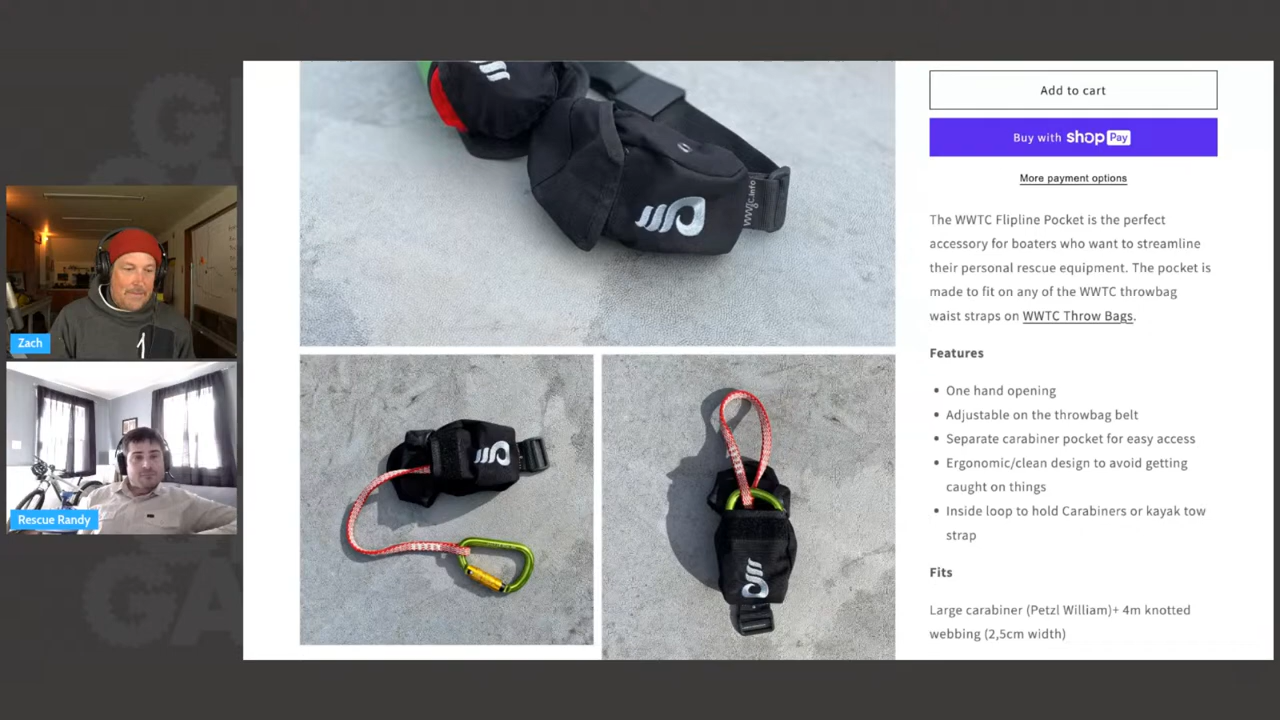 Add to cart
Buy with shop Pay
More payment options
The WWTC Flipline Pocket is the perfect
accessory for boaters who want to streamline
their personal rescue equipment. The pocket is
made to fit on any of the WWTC throwbag
waist straps on WWTC Throw Bags.
Features
One hand opening
Adjustable on the throwbag belt
Separate carabiner pocket for easy access
Ergonomic/clean design to avoid getting
caught on things
Inside loop to hold Carabiners or kayak tow
strap
Fits
Large carabiner (Petzl William)+ 4m knotted
webbing (2,5cm width)
WWTC.info
Zach
Rescue Randy